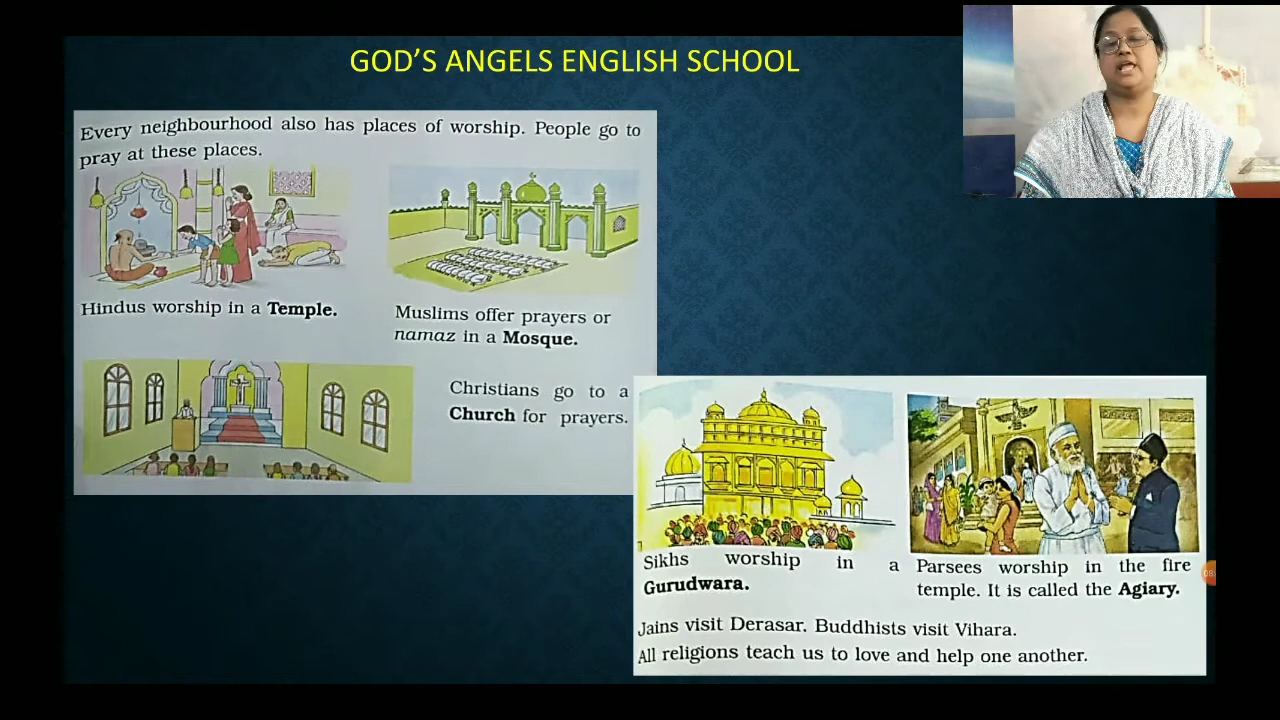 GOD'S ANGELS ENGLISH SCHOOL
Every neighbourhood also has places of worship. People go to
pray at these places.
Hindus worship in a Temple.
Muslims offer prayers or
namaz in a Mosque.
Christians go to a
Church for prayers.
Sikhs worship in a
Gurudwara.
Parsees worship in the fire
temple. It is called the Agiary.
Jains visit Derasar. Buddhists visit Vihara.
All religions teach us to love and help one another.